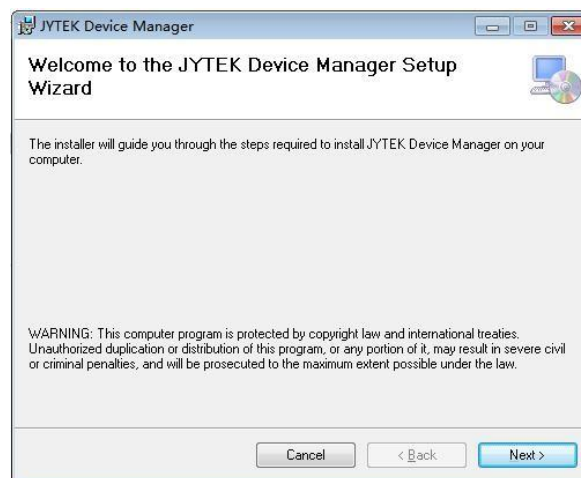 JYTEK Device Manager
Welcome to the JYTEK Device Manager Setup
Wizard
The installer will guide you through the steps required to install JYTEK Device Manager on your
computer.
WARNING: This computer program is protected by copyright law and international treaties.
Unauthorized duplication or distribution of this program, or any portion of it, may result in severe civil
or criminal penalties, and will be prosecuted to the maximum extent possible under the law.
Cancel < Back Next >